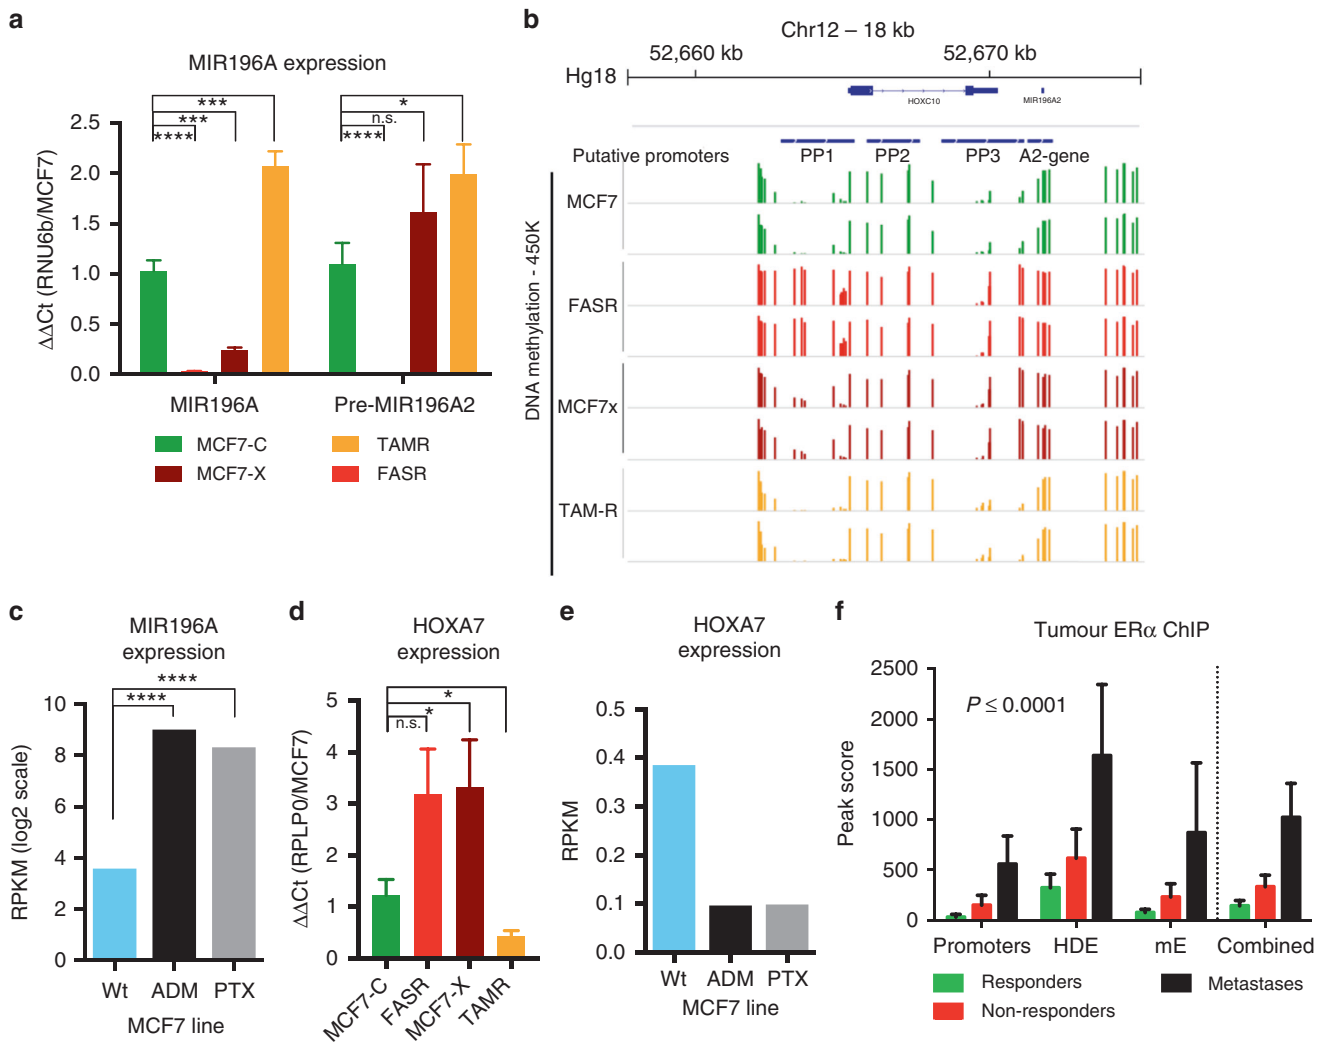 a
MIR196A expression
ΔΔCt (RNU6b/MCF7)
2.5
2.0
1.5
1.0
0.5
0.0
***
***
****
*
n.s.
****
MIR196A
Pre-MIR196A2
MCF7-C
TAMR
MCF7-X
FASR
b
Chr12 – 18 kb
52,660 kb
52,670 kb
Hg18
HOXC10
MIR196A2
Putative promoters
PP1
PP2
PP3
A2-gene
DNA methylation - 450K
MCF7
FASR
MCF7x
TAM-R
c
MIR196A
expression
RPKM (log2 scale)
10
8
6
4
2
0
****
****
Wt
ADM
PTX
MCF7 line
d
HOXA7
expression
ΔΔCt (RPLP0/MCF7)
5
4
3
2
1
0
*
*
n.s.
MCF7-C
FASR
MCF7-X
TAMR
e
HOXA7
expression
RPKM
0.5
0.4
0.3
0.2
0.1
0.0
Wt
ADM
PTX
MCF7 line
f
Tumour ERα ChIP
Peak score
2500
2000
1500
1000
500
0
P ≤ 0.0001
Promoters
HDE
mE
Combined
Responders
Metastases
Non-responders